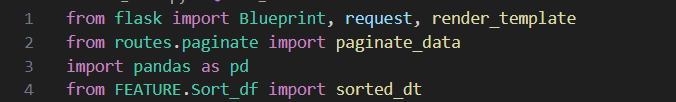 1 from flask import Blueprint, request, render_template
2 from routes.paginate import paginate_data
3 import pandas as pd
4 from FEATURE.Sort_df import sorted_dt